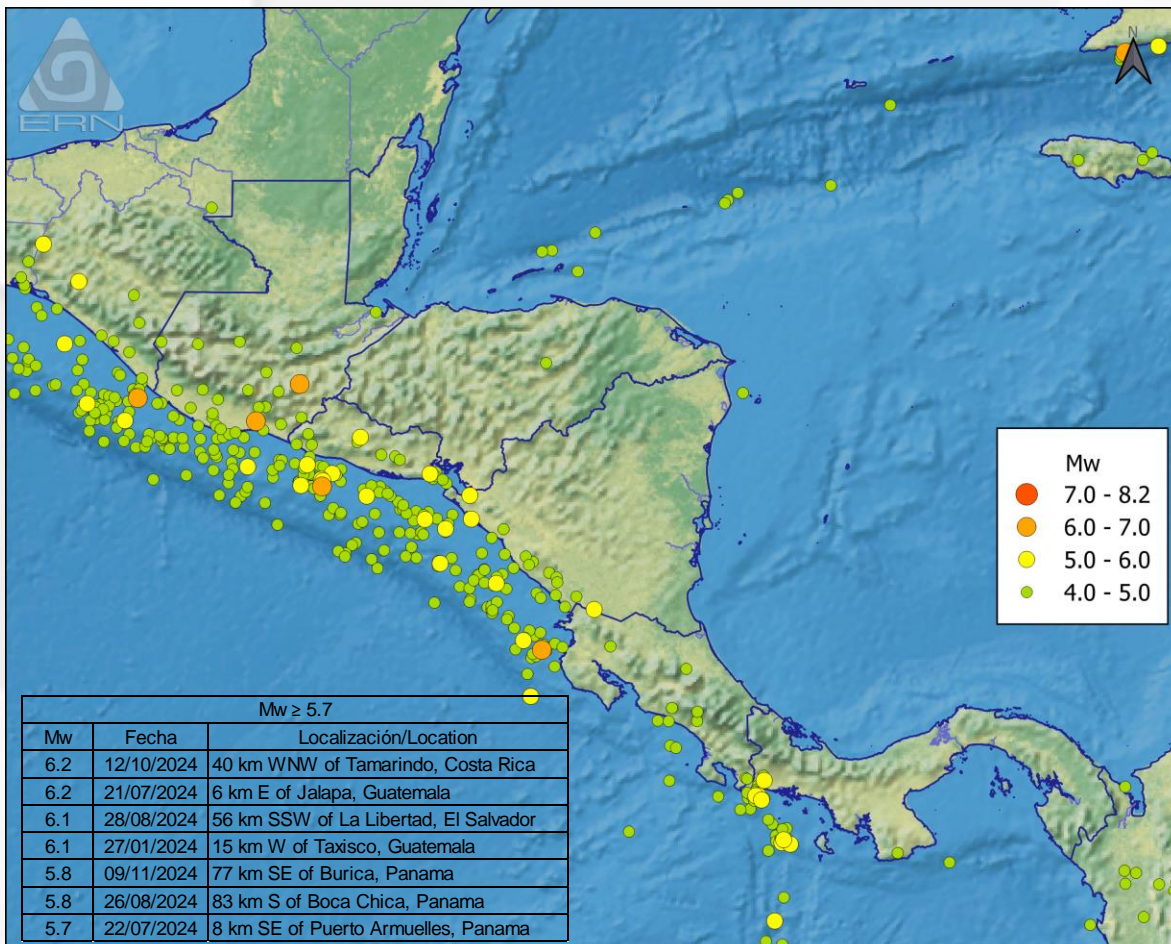 ERN
N
Mw
7.0 - 8.2
6.0 - 7.0
5.0 - 6.0
4.0 - 5.0
Mw ≥ 5.7
Mw Fecha Localización/Location
6.2 12/10/2024 40 km WNW of Tamarindo, Costa Rica
6.2 21/07/2024 6 km E of Jalapa, Guatemala
6.1 28/08/2024 56 km SSW of La Libertad, El Salvador
6.1 27/01/2024 15 km W of Taxisco, Guatemala
5.8 09/11/2024 77 km SE of Burica, Panama
5.8 26/08/2024 83 km S of Boca Chica, Panama
5.7 22/07/2024 8 km SE of Puerto Armuelles, Panama